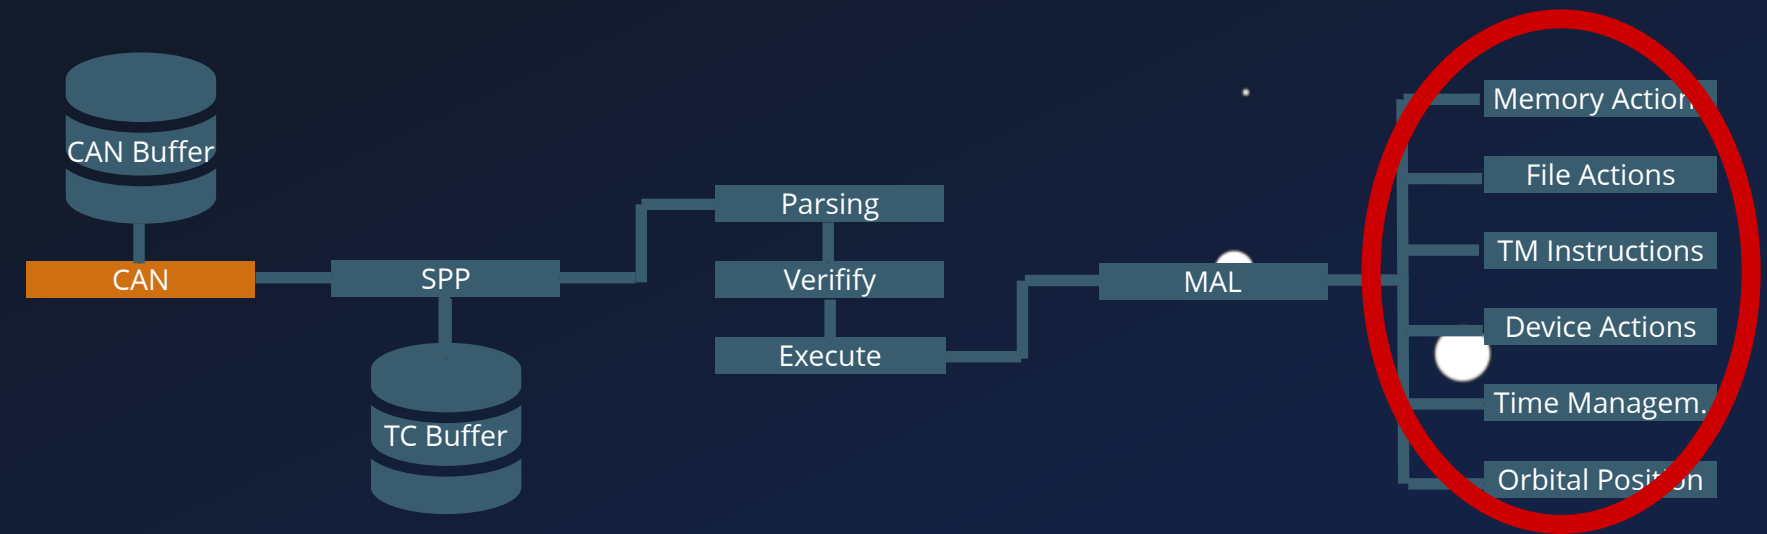 CAN Buffer
CAN
SPP
TC Buffer
Parsing
Verifify
Execute
MAL
Memory Action
File Actions
TM Instructions
Device Actions
Time Managem.
Orbital Position